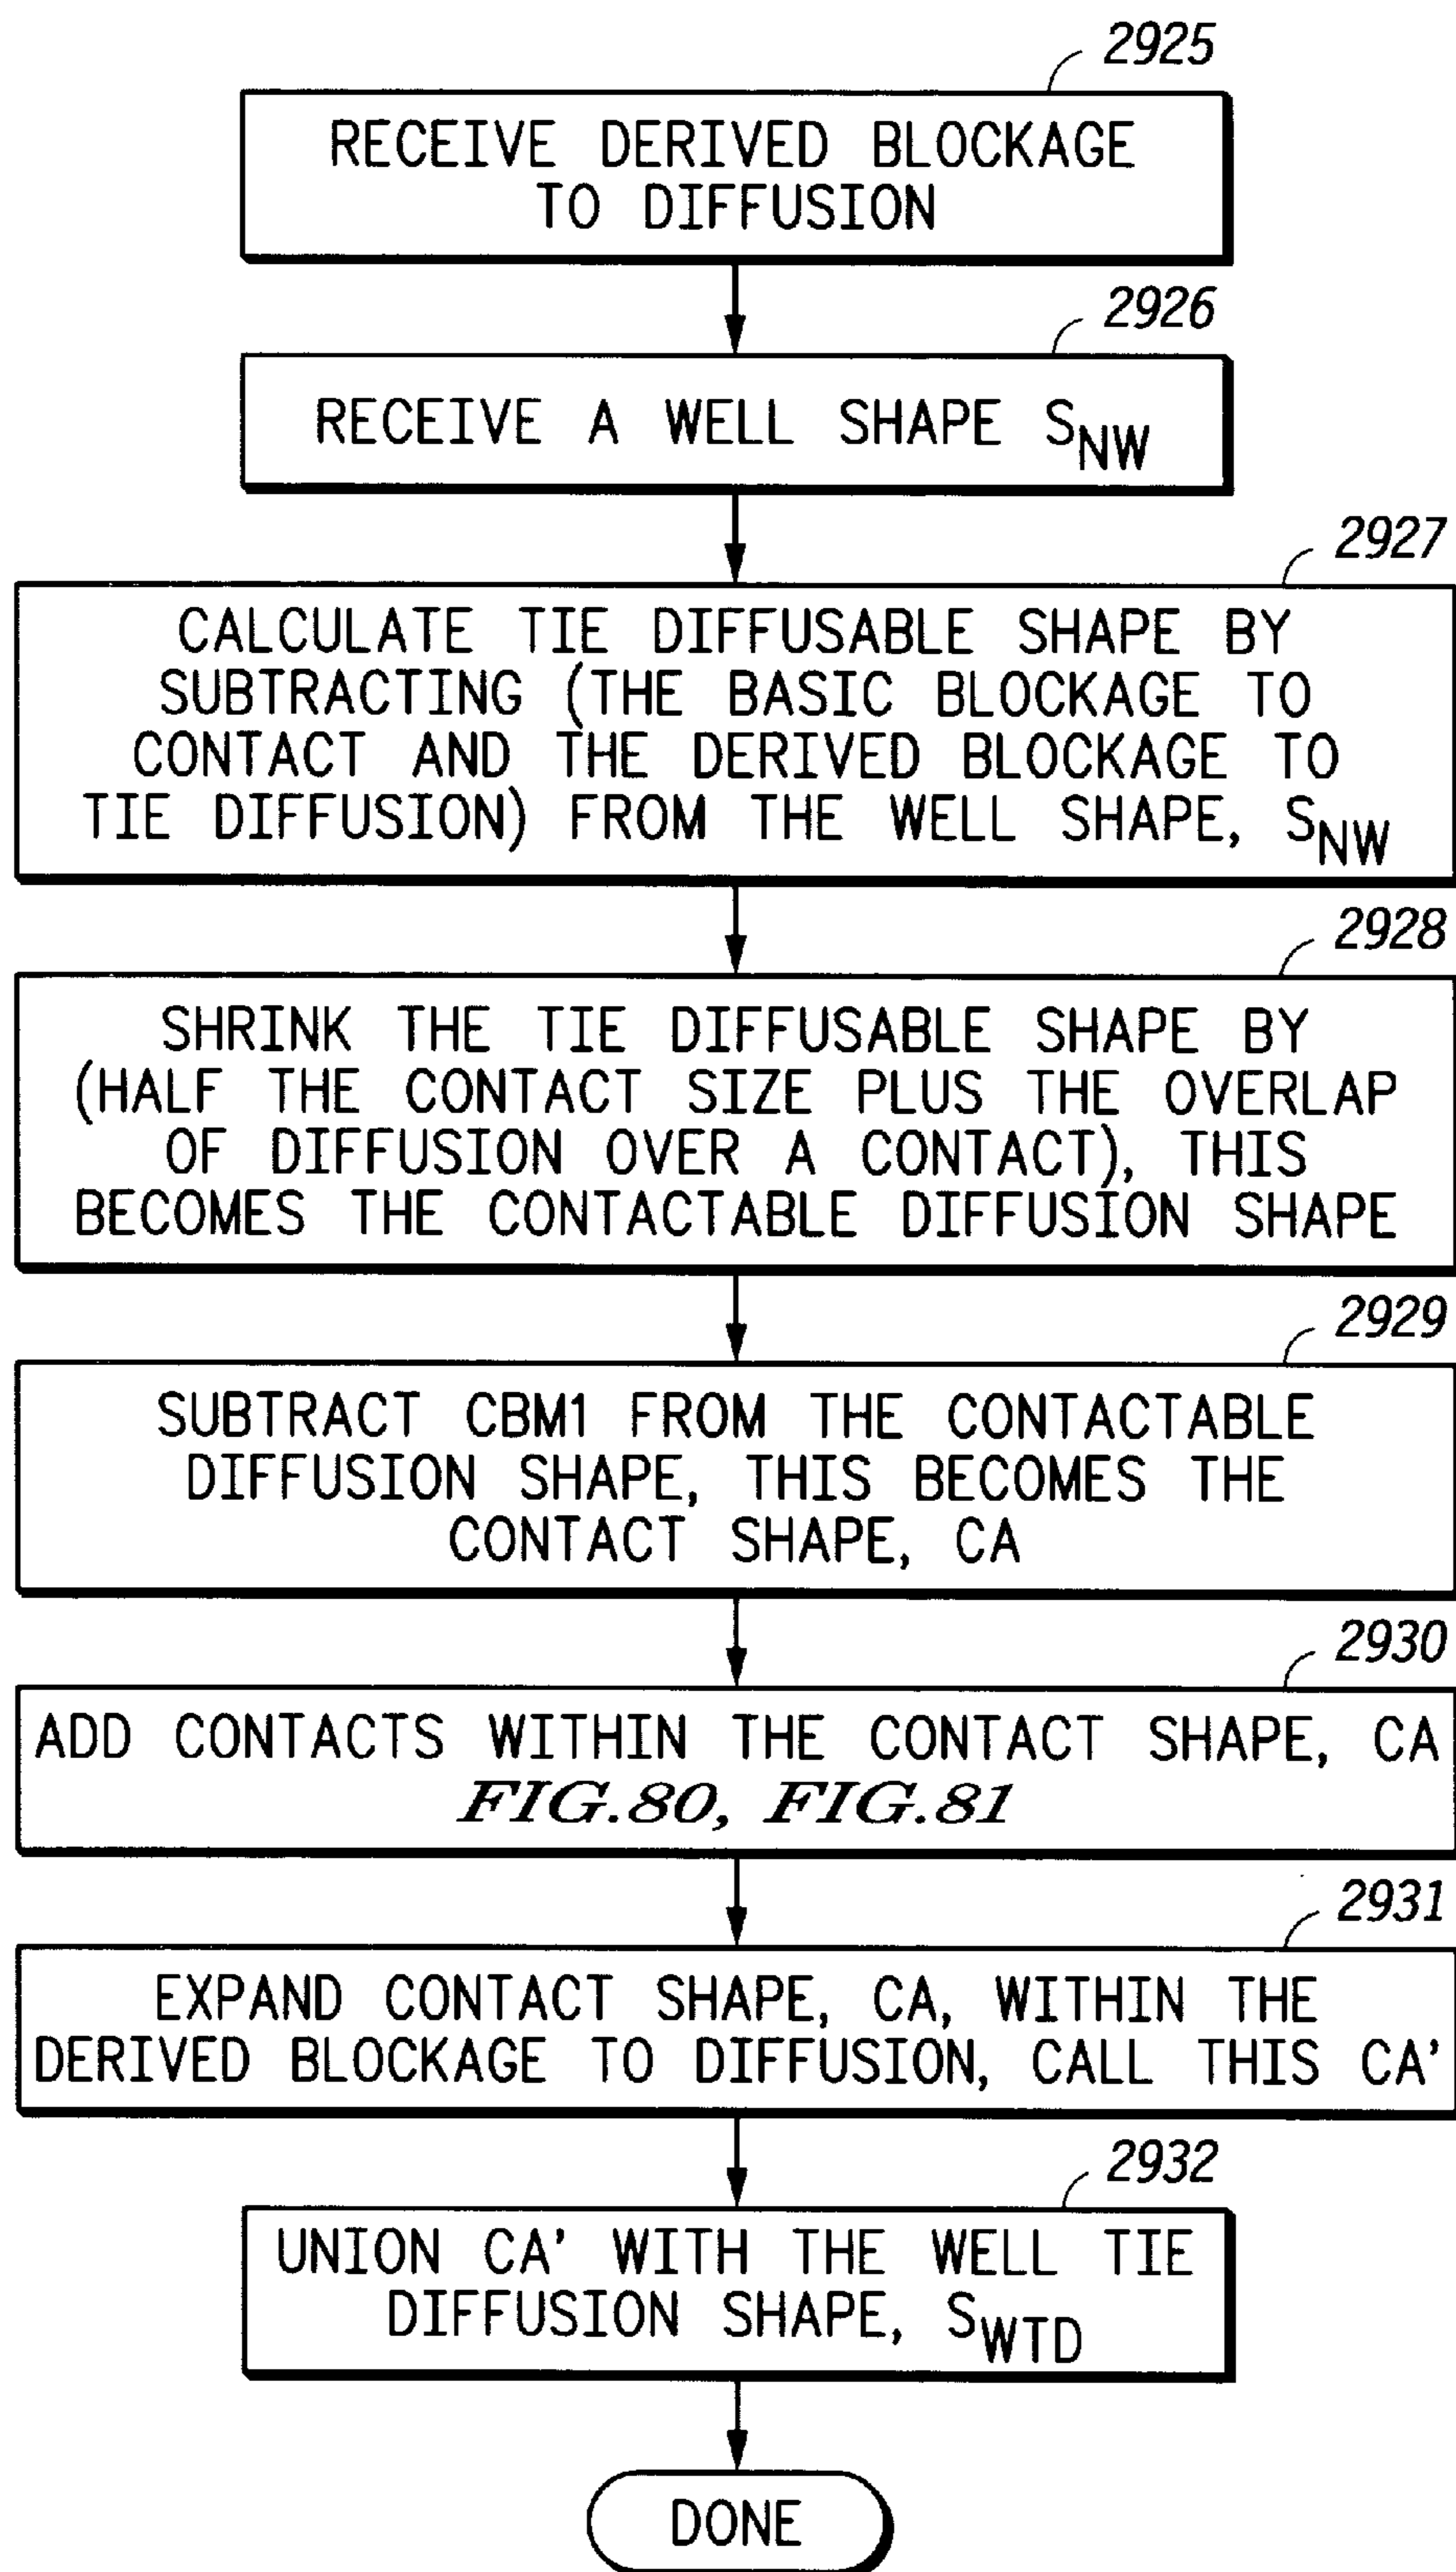 2925
RECEIVE DERIVED BLOCKAGE
TO DIFFUSION
2926
RECEIVE A WELL SHAPE SNW
2927
CALCULATE TIE DIFFUSABLE SHAPE BY
SUBTRACTING (THE BASIC BLOCKAGE TO
CONTACT AND THE DERIVED BLOCKAGE TO
TIE DIFFUSION) FROM THE WELL SHAPE, SNW
2928
SHRINK THE TIE DIFFUSABLE SHAPE BY
(HALF THE CONTACT SIZE PLUS THE OVERLAP
OF DIFFUSION OVER A CONTACT), THIS
BECOMES THE CONTACTABLE DIFFUSION SHAPE
2929
SUBTRACT CBM1 FROM THE CONTACTABLE
DIFFUSION SHAPE, THIS BECOMES THE
CONTACT SHAPE, CA
2930
ADD CONTACTS WITHIN THE CONTACT SHAPE, CA
FIG.80, FIG.81
2931
EXPAND CONTACT SHAPE, CA, WITHIN THE
DERIVED BLOCKAGE TO DIFFUSION, CALL THIS CA'
2932
UNION CA' WITH THE WELL TIE
DIFFUSION SHAPE, SWTD
DONE